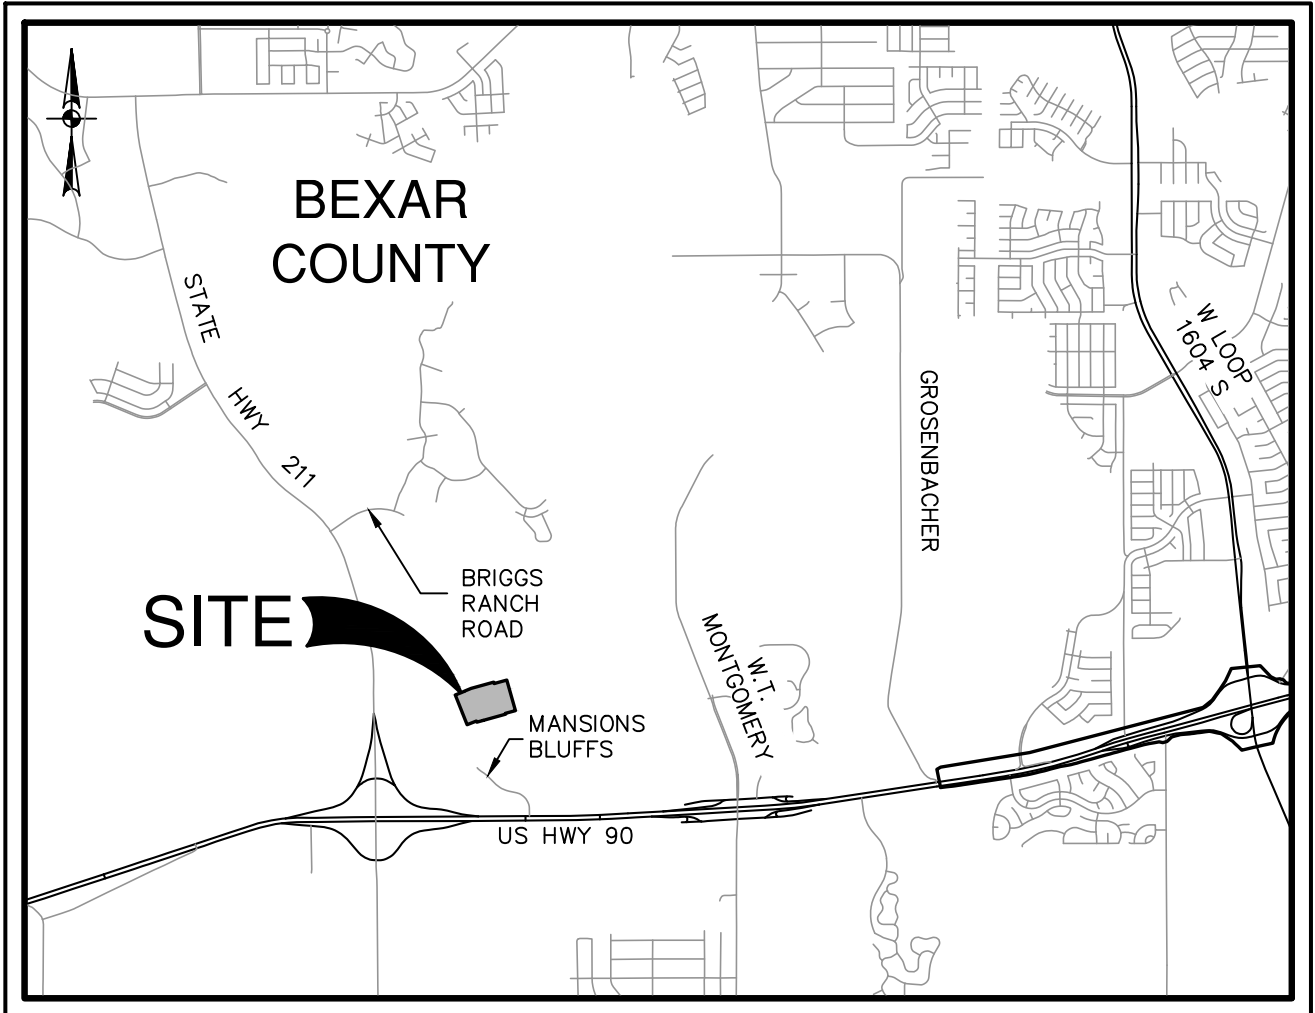 BEXAR
COUNTY
STATE
HWY
211
W LOOP
1604 S
GROSENBACHER
BRIGGS
RANCH
ROAD
SITE
W.T.
MONTGOMERY
MANSIONS
BLUFFS
US HWY 90